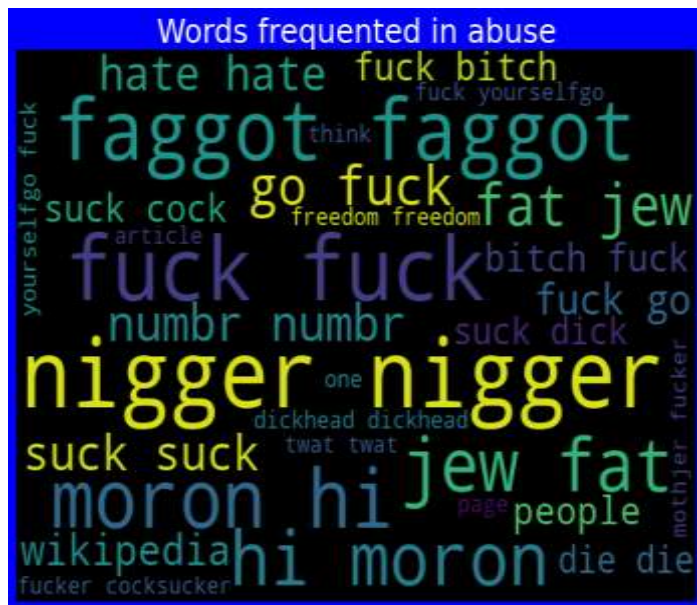 Words frequented in abuse
hate hate
fuck bitch
fuck yourselfgo
faggot faggot
think
yourselfgo fuck
go fuck
suck cock
freedom freedom
fat jew
article
fuck fuck
bitch fuck
fuck go
numbr numbr
suck dick
nigger nigger
one
mothjer fucker
dickhead dickhead
suck suck
twat twat
jew fat
moron hi
page
people
wikipedia
hi moron
die die
fucker cocksucker